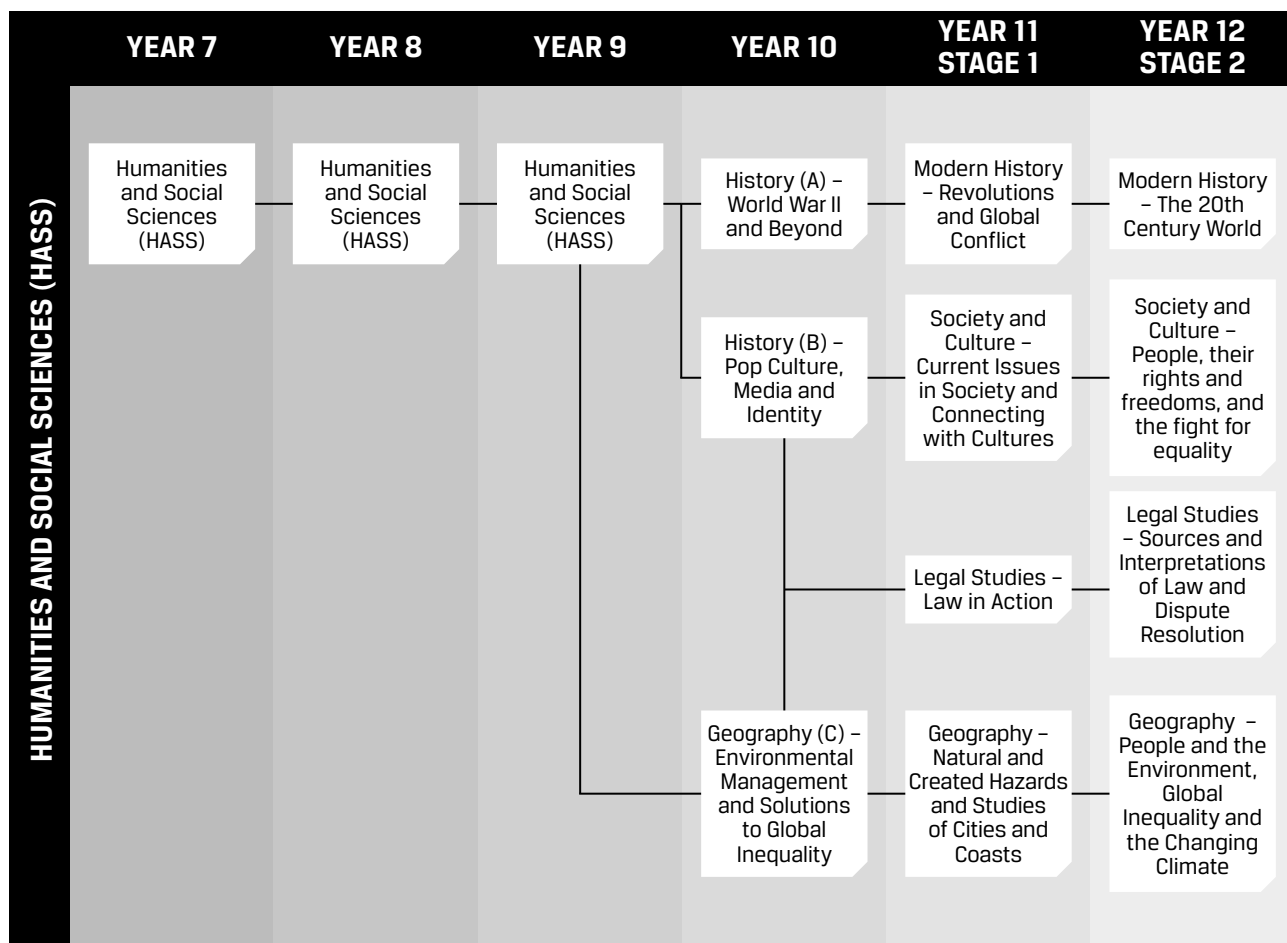 YEAR 7
YEAR 8
YEAR 9
YEAR 10
YEAR 11
STAGE 1
YEAR 12
STAGE 2
HUMANITIES AND SOCIAL SCIENCES (HASS)
Humanities
and Social
Sciences
(HASS)
Humanities
and Social
Sciences
(HASS)
Humanities
and Social
Sciences
(HASS)
History (A) –
World War II
and Beyond
Modern History
– Revolutions
and Global
Conflict
Modern History
– The 20th
Century World
History (B) –
Pop Culture,
Media and
Identity
Society and
Culture –
Current Issues
in Society and
Connecting
with Cultures
Society and
Culture –
People, their
rights and
freedoms, and
the fight for
equality
Legal Studies –
Law in Action
Legal Studies
– Sources and
Interpretations
of Law and
Dispute
Resolution
Geography (C) –
Environmental
Management
and Solutions
to Global
Inequality
Geography –
Natural and
Created Hazards
and Studies
of Cities and
Coasts
Geography –
People and the
Environment,
Global
Inequality and
the Changing
Climate